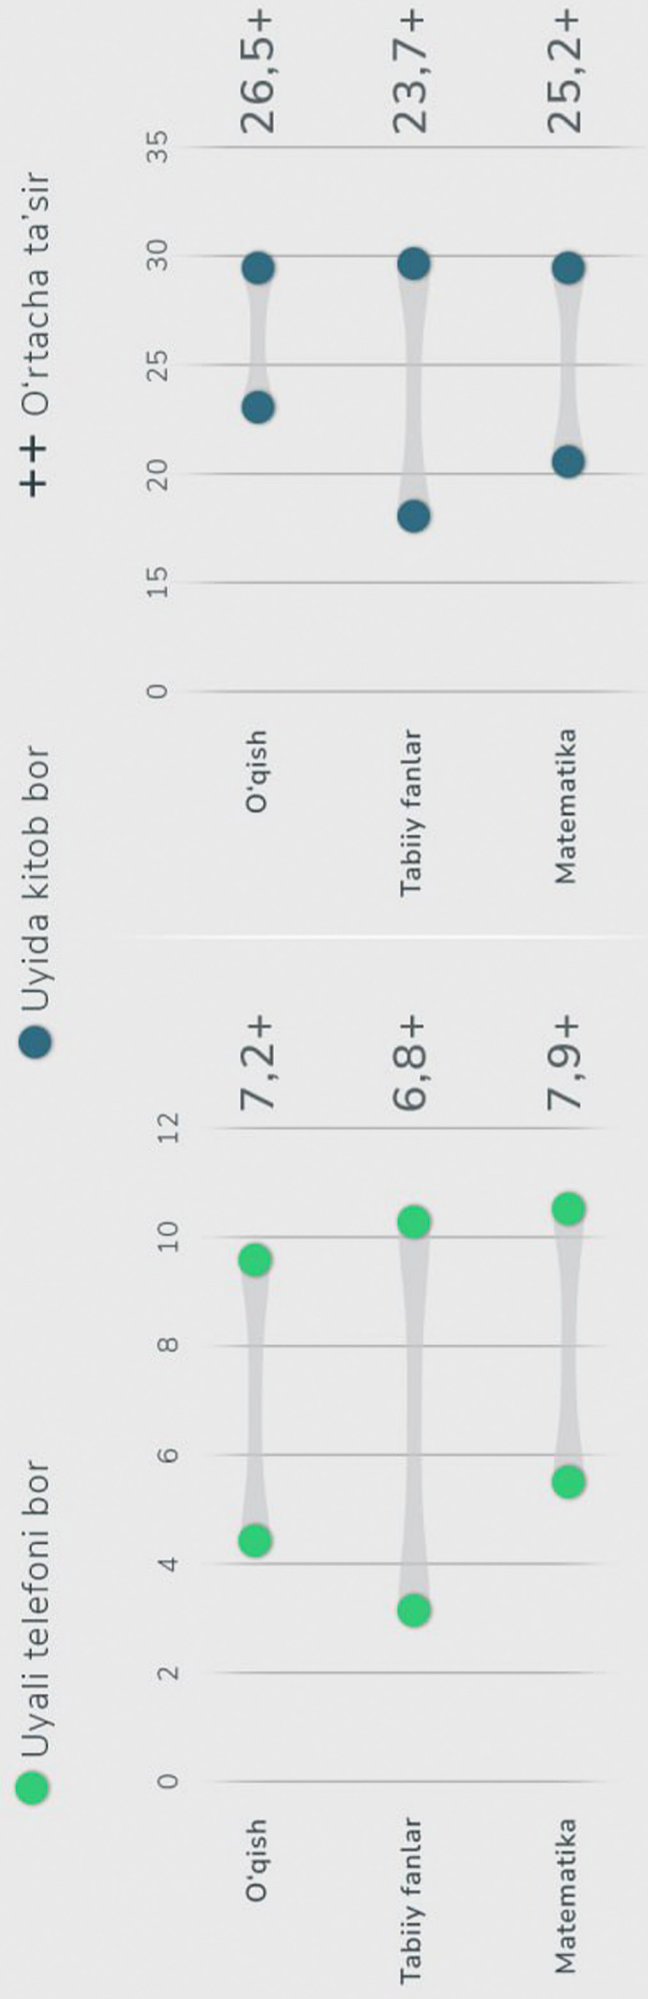 Uyali telefoni bor
Uyida kitob bor
++ O‘rtacha ta’sir
0 2 4 6 8 10 12
O‘qish 7,2+
Tabiiy fanlar 6,8+
Matematika 7,9+
0 15 20 25 30 35
O‘qish 26,5+
Tabiiy fanlar 23,7+
Matematika 25,2+